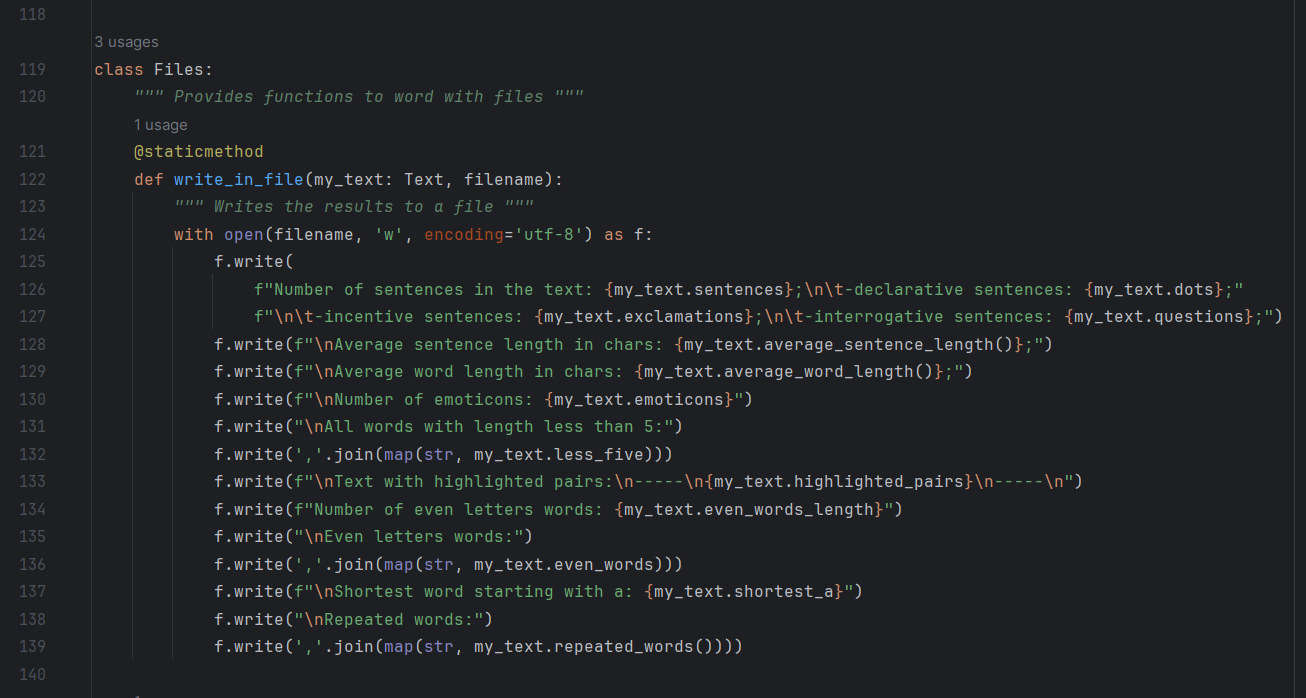 118
3 usages
119 class Files:
120 """ Provides functions to word with files """
1 usage
121 @staticmethod
122 def write_in_file(my_text: Text, filename):
123 """ Writes the results to a file """
124 with open(filename, 'w', encoding='utf-8') as f:
125 f.write(
126 f"Number of sentences in the text: {my_text.sentences};\n\t-declarative sentences: {my_text.dots};"
127 f"\n\t-incentive sentences: {my_text.exclamations};\n\t-interrogative sentences: {my_text.questions};")
128 f.write(f"\nAverage sentence length in chars: {my_text.average_sentence_length()};")
129 f.write(f"\nAverage word length in chars: {my_text.average_word_length()};")
130 f.write(f"\nNumber of emoticons: {my_text.emoticons}")
131 f.write("\nAll words with length less than 5:")
132 f.write(','.join(map(str, my_text.less_five)))
133 f.write(f"\nText with highlighted pairs:\n-----\n{my_text.highlighted_pairs}\n-----\n")
134 f.write(f"Number of even letters words: {my_text.even_words_length}")
135 f.write("\nEven letters words:")
136 f.write(','.join(map(str, my_text.even_words)))
137 f.write(f"\nShortest word starting with a: {my_text.shortest_a}")
138 f.write("\nRepeated words:")
139 f.write(','.join(map(str, my_text.repeated_words())))
140